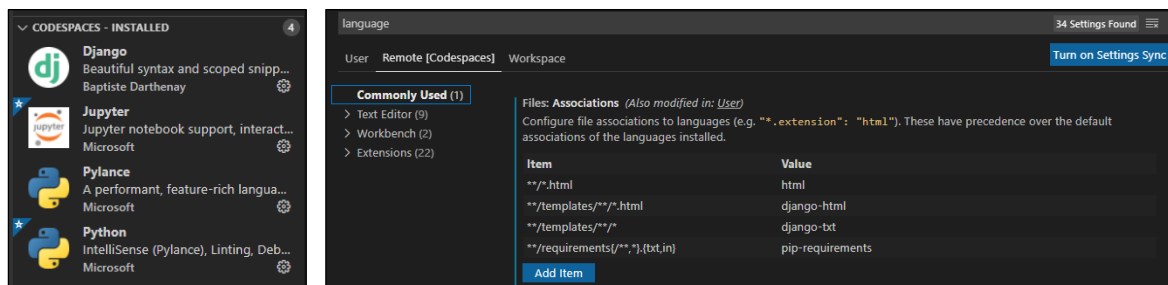 CODESPACES - INSTALLED 4
Django
Beautiful syntax and scoped snipp...
Baptiste Darthenay
Jupyter
Jupyter notebook support, interact...
Microsoft
Pylance
A performant, feature-rich langua...
Microsoft
Python
IntelliSense (Pylance), Linting, Deb...
Microsoft
dj
jupyter
language
34 Settings Found
User Remote [Codespaces] Workspace
Turn on Settings Sync
Commonly Used (1)
Text Editor (9)
Workbench (2)
Extensions (22)
Files: Associations (Also modified in: User)
Configure file associations to languages (e.g. "*.extension": "html"). These have precedence over the default
associations of the languages installed.
Item Value
**/*.html html
**/templates/**/*.html django-html
**/templates/**/* django-txt
**/requirements{/**,*}.{txt,in} pip-requirements
Add Item